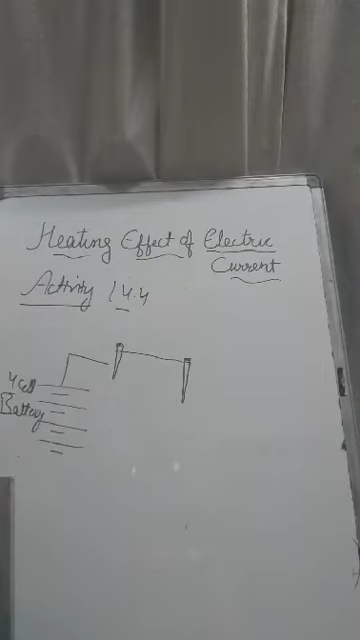 Heating Effect of Electric
Current
Activity 14.4
4 Cell
Battery